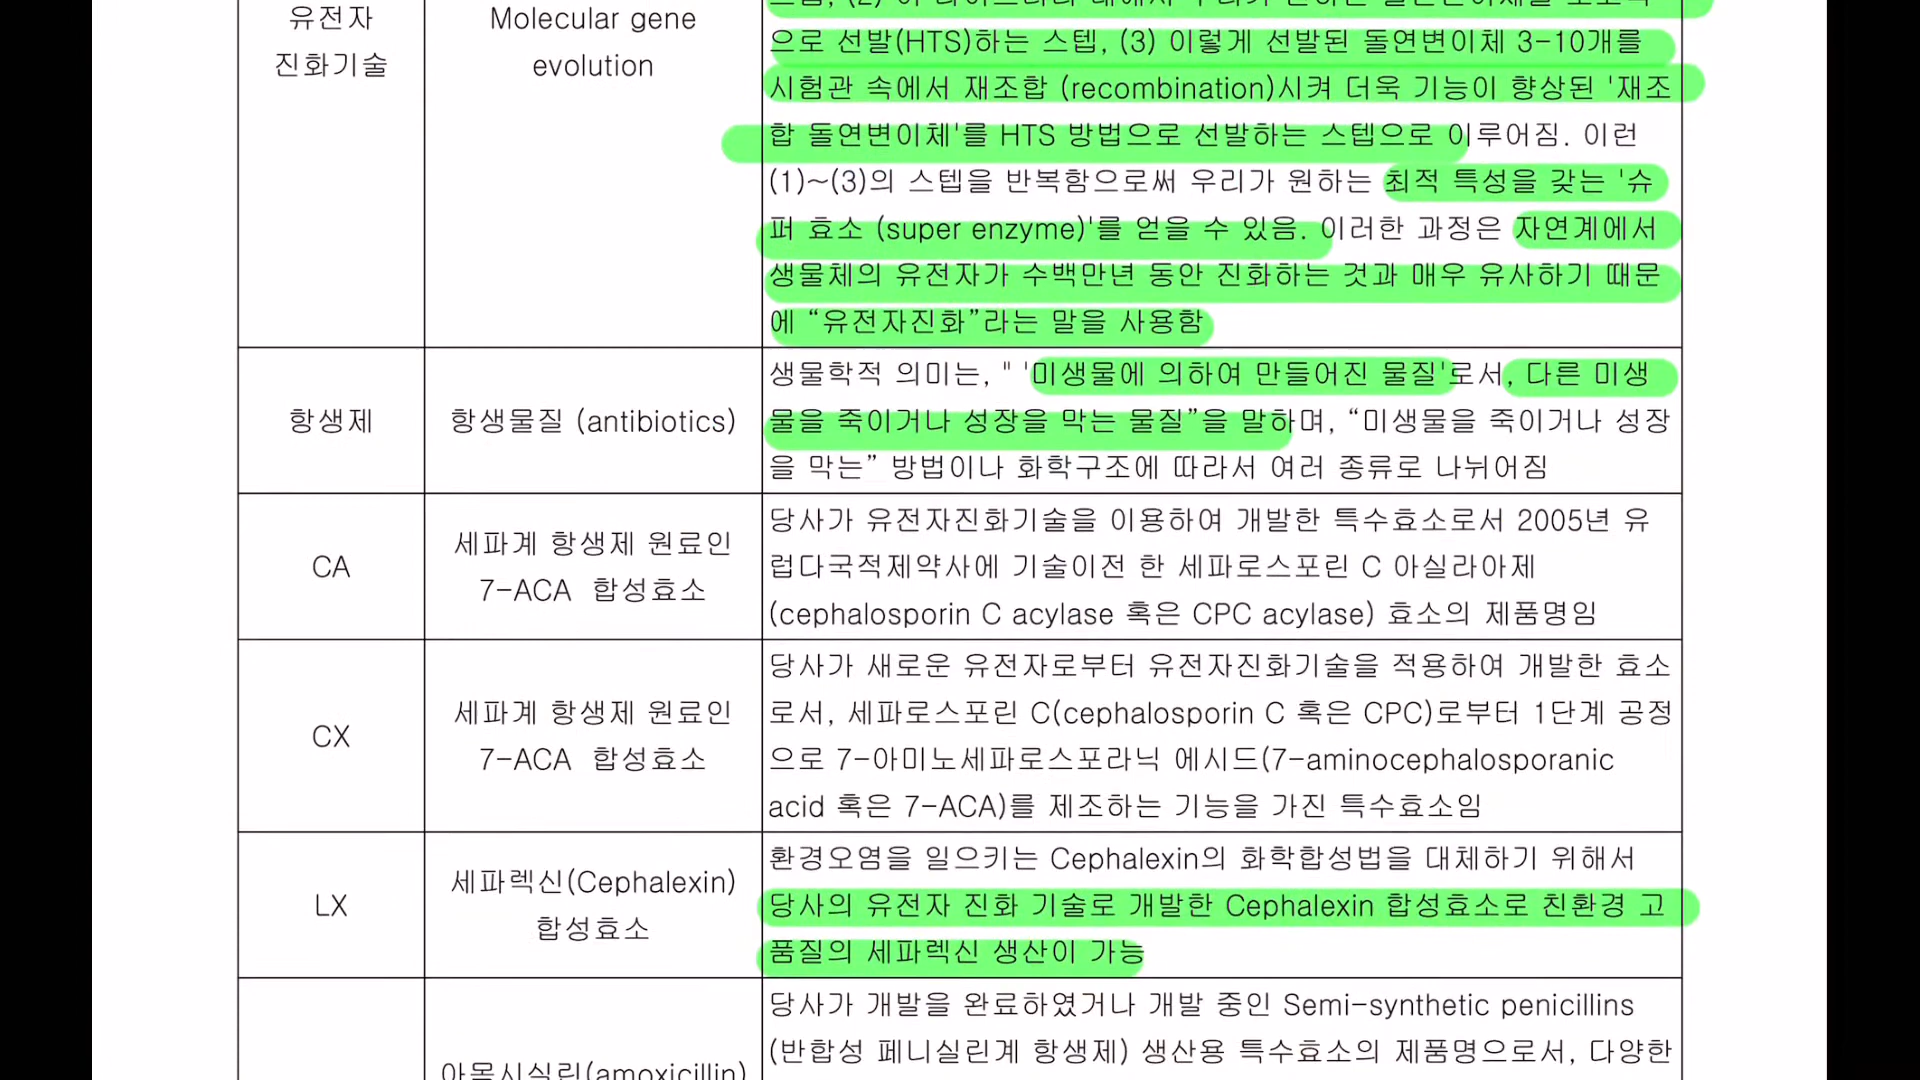 유전자
진화기술
Molecular gene
evolution
으로 선발(HTS)하는 스텝, (3) 이렇게 선발된 돌연변이체 3-10개를
시험관 속에서 재조합 (recombination)시켜 더욱 기능이 향상된 '재조
합 돌연변이체'를 HTS 방법으로 선발하는 스텝으로 이루어짐. 이런
(1)~(3)의 스텝을 반복함으로써 우리가 원하는 최적 특성을 갖는 '슈
퍼 효소 (super enzyme)'를 얻을 수 있음. 이러한 과정은 자연계에서
생물체의 유전자가 수백만년 동안 진화하는 것과 매우 유사하기 때문
에 “유전자진화”라는 말을 사용함
항생제
항생물질 (antibiotics)
생물학적 의미는, " '미생물에 의하여 만들어진 물질'로서, 다른 미생
물을 죽이거나 성장을 막는 물질”을 말하며, “미생물을 죽이거나 성장
을 막는” 방법이나 화학구조에 따라서 여러 종류로 나뉘어짐
CA
세파계 항생제 원료인
7-ACA 합성효소
당사가 유전자진화기술을 이용하여 개발한 특수효소로서 2005년 유
럽다국적제약사에 기술이전 한 세파로스포린 C 아실라아제
(cephalosporin C acylase 혹은 CPC acylase) 효소의 제품명임
CX
세파계 항생제 원료인
7-ACA 합성효소
당사가 새로운 유전자로부터 유전자진화기술을 적용하여 개발한 효소
로서, 세파로스포린 C(cephalosporin C 혹은 CPC)로부터 1단계 공정
으로 7-아미노세파로스포라닉 에시드(7-aminocephalosporanic
acid 혹은 7-ACA)를 제조하는 기능을 가진 특수효소임
LX
세파렉신(Cephalexin)
합성효소
환경오염을 일으키는 Cephalexin의 화학합성법을 대체하기 위해서
당사의 유전자 진화 기술로 개발한 Cephalexin 합성효소로 친환경 고
품질의 세파렉신 생산이 가능
아목시실린(amoxicillin)
당사가 개발을 완료하였거나 개발 중인 Semi-synthetic penicillins
(반합성 페니실린계 항생제) 생산용 특수효소의 제품명으로서, 다양한